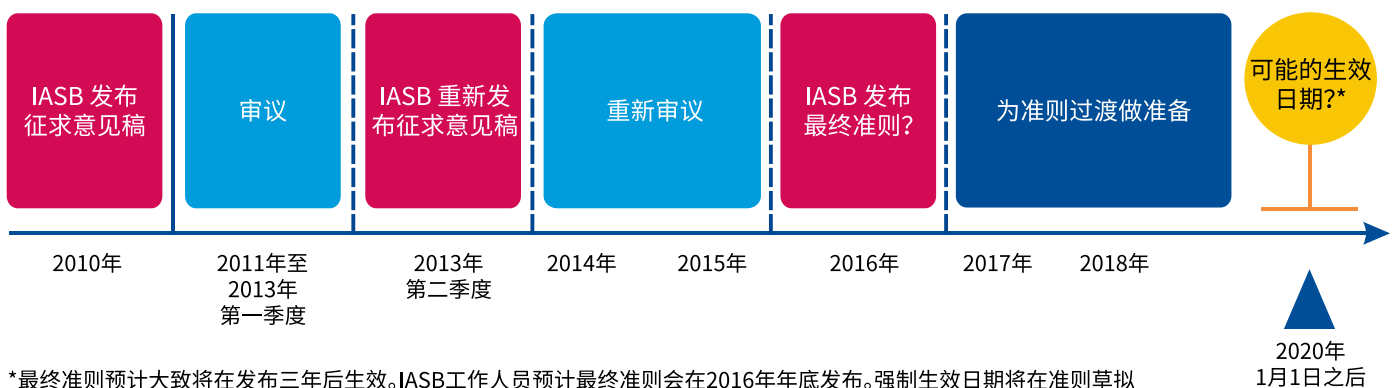 IASB 发布
征求意见稿
审议
IASB 重新发
布征求意见稿
重新审议
IASB 发布
最终准则？
为准则过渡做准备
可能的生效
日期?*
2010年
2011年至
2013年
第一季度
2013年
第二季度
2014年
2015年
2016年
2017年
2018年
2020年
1月1日之后
*最终准则预计大致将在发布三年后生效。IASB工作人员预计最终准则会在2016年年底发布。强制生效日期将在准则草拟